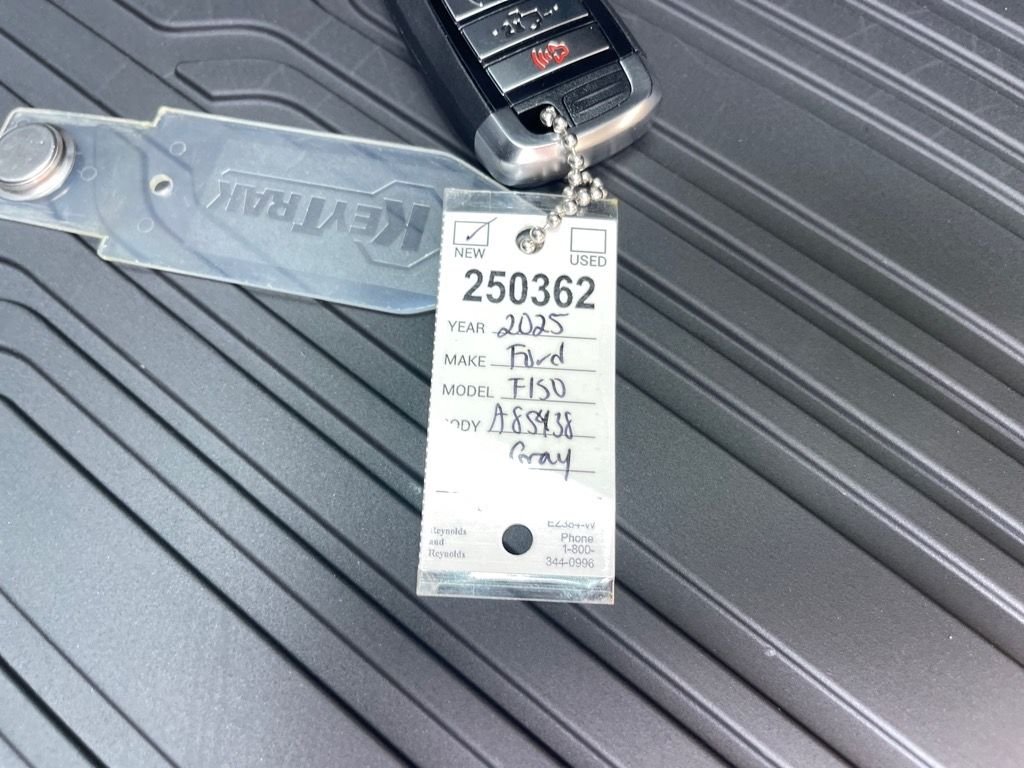 KEYTRAK
NEW
USED
250362
YEAR 2025
MAKE Ford
MODEL F150
ODY A85438
Gray
Reynolds
and
Reynolds
Phone
1-800-
344-0996